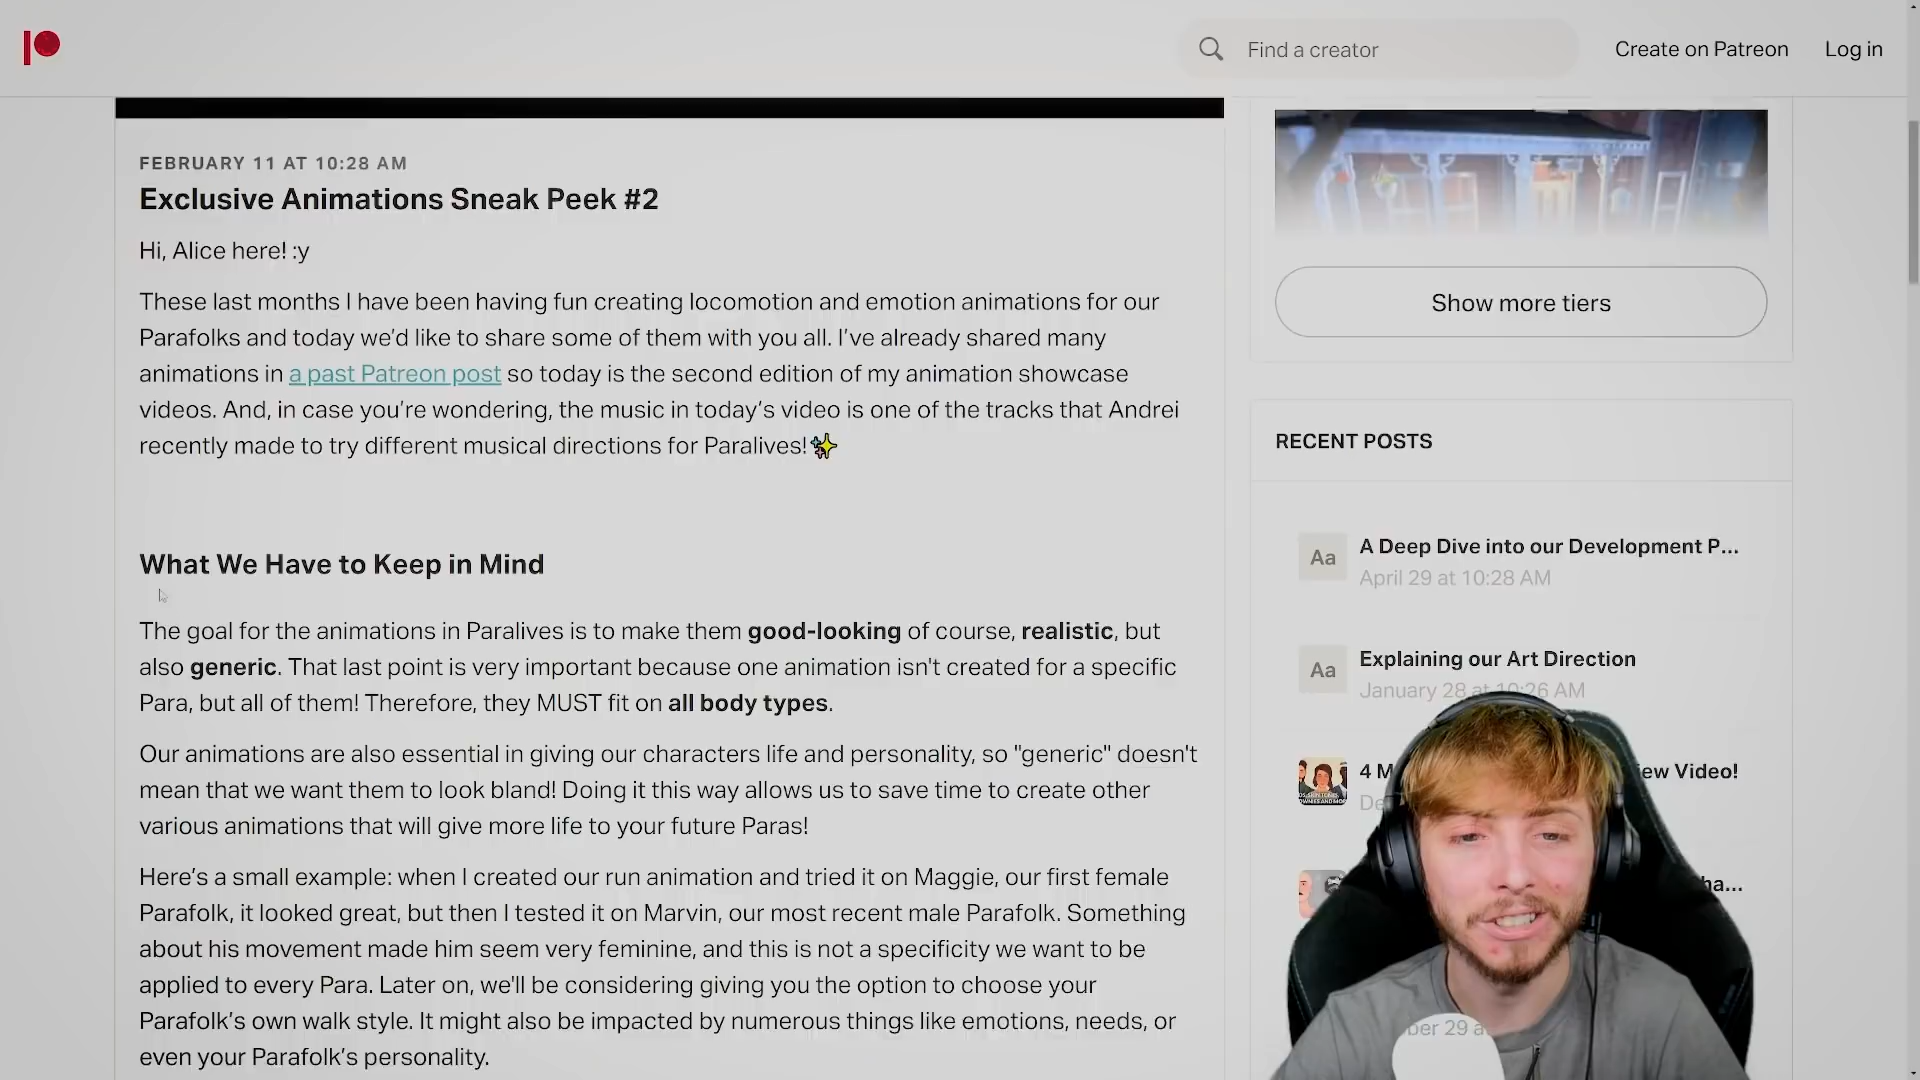 Find a creator
Create on Patreon
Log in
FEBRUARY 11 AT 10:28 AM
Exclusive Animations Sneak Peek #2
Hi, Alice here! :y
These last months I have been having fun creating locomotion and emotion animations for our
Parafolks and today we’d like to share some of them with you all. I’ve already shared many
animations in a past Patreon post so today is the second edition of my animation showcase
videos. And, in case you’re wondering, the music in today’s video is one of the tracks that Andrei
recently made to try different musical directions for Paralives!✨
What We Have to Keep in Mind
The goal for the animations in Paralives is to make them good-looking of course, realistic, but
also generic. That last point is very important because one animation isn't created for a specific
Para, but all of them! Therefore, they MUST fit on all body types.
Our animations are also essential in giving our characters life and personality, so "generic" doesn't
mean that we want them to look bland! Doing it this way allows us to save time to create other
various animations that will give more life to your future Paras!
Here’s a small example: when I created our run animation and tried it on Maggie, our first female
Parafolk, it looked great, but then I tested it on Marvin, our most recent male Parafolk. Something
about his movement made him seem very feminine, and this is not a specificity we want to be
applied to every Para. Later on, we'll be considering giving you the option to choose your
Parafolk’s own walk style. It might also be impacted by numerous things like emotions, needs, or
even your Parafolk’s personality.
Show more tiers
RECENT POSTS
Aa
A Deep Dive into our Development P...
April 29 at 10:28 AM
Aa
Explaining our Art Direction
January 28 at 10:26 AM
4 M
iew Video!
De
ha...
ber 29 a